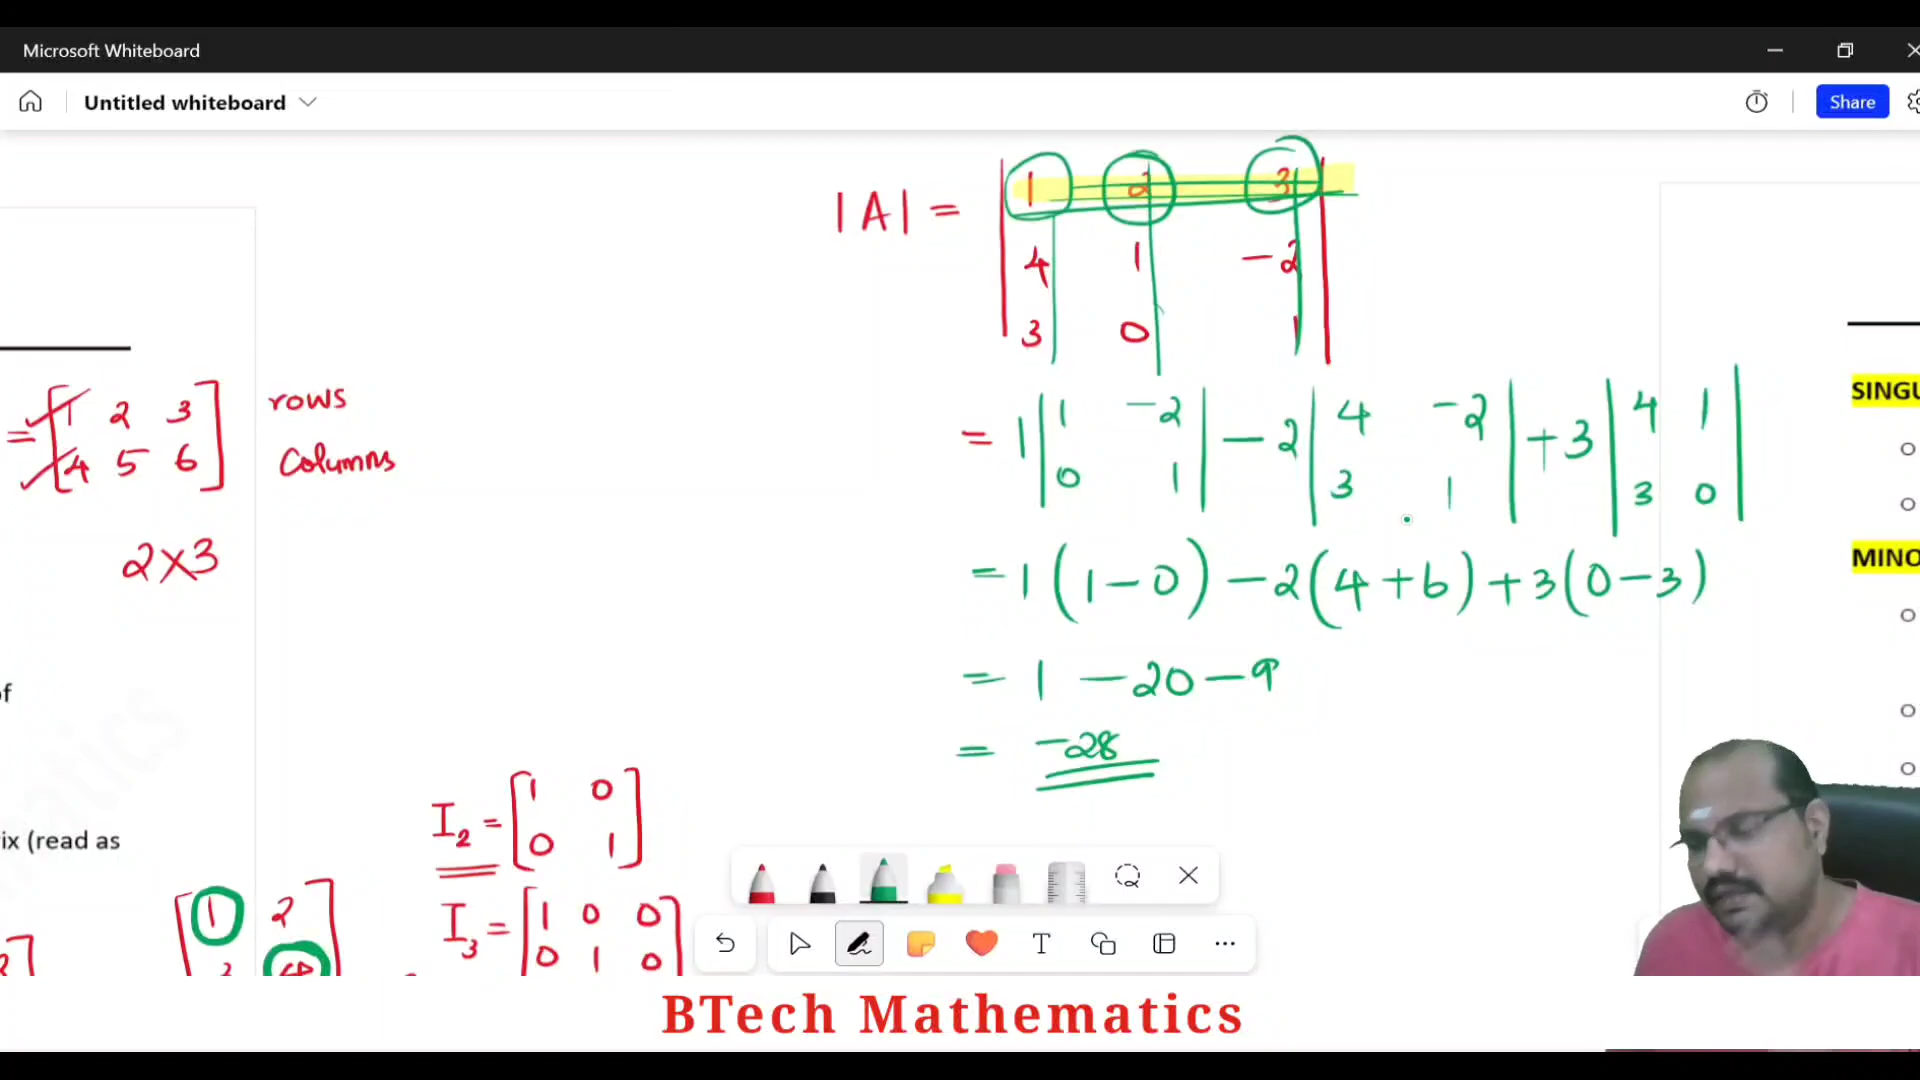 Microsoft Whiteboard
Untitled whiteboard
Share
|A| = | 1 2 3 |
| 4 1 -2 |
| 3 0 1 |
= 1 | 1 -2 | - 2 | 4 -2 | + 3 | 4 1 |
| 0 1 | | 3 1 | | 3 0 |
= 1 (1 - 0) - 2 (4 + 6) + 3 (0 - 3)
= 1 - 20 - 9
= -28
= [ 1 2 3 ] rows
[ 4 5 6 ] Columns
2×3
of
ix (read as
I2 = [ 1 0 ]
[ 0 1 ]
I3 = [ 1 0 0 ]
[ 0 1 0 ]
[ 1 2 ]
SINGU
MINO
T
BTech Mathematics